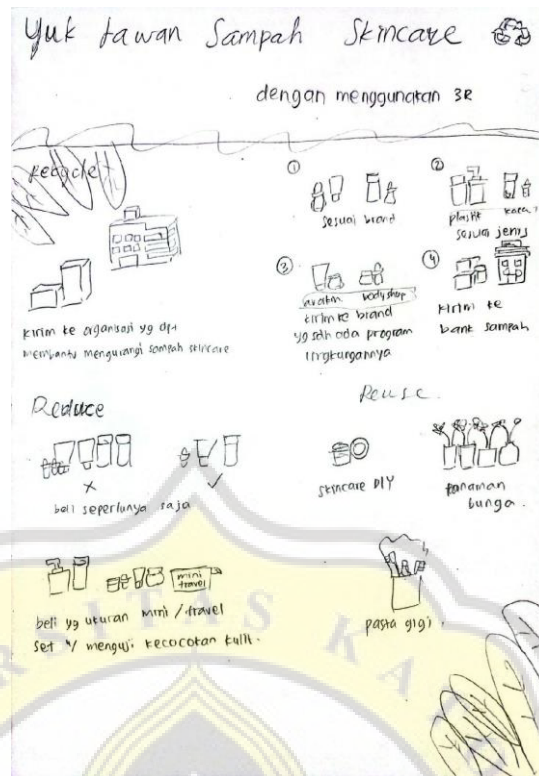 Yuk Lawan Sampah Skincare
dengan menggunakan 3R
Recycle
①
sesuai brand
②
plastik kaca
sesuai jenis
③
avoskin bodyshop
kirim ke brand
yg sdh ada program
lingkungannya
④
kirim ke
bank sampah
kirim ke organisasi yg dpt
membantu mengurangi sampah skincare
Reduce
beli seperlunya saja
mini
travel
beli yg ukuran mini / travel
set u/ menguji kecocokan kulit.
Reuse.
skincare DIY
tanaman
bunga.
pasta gigi.